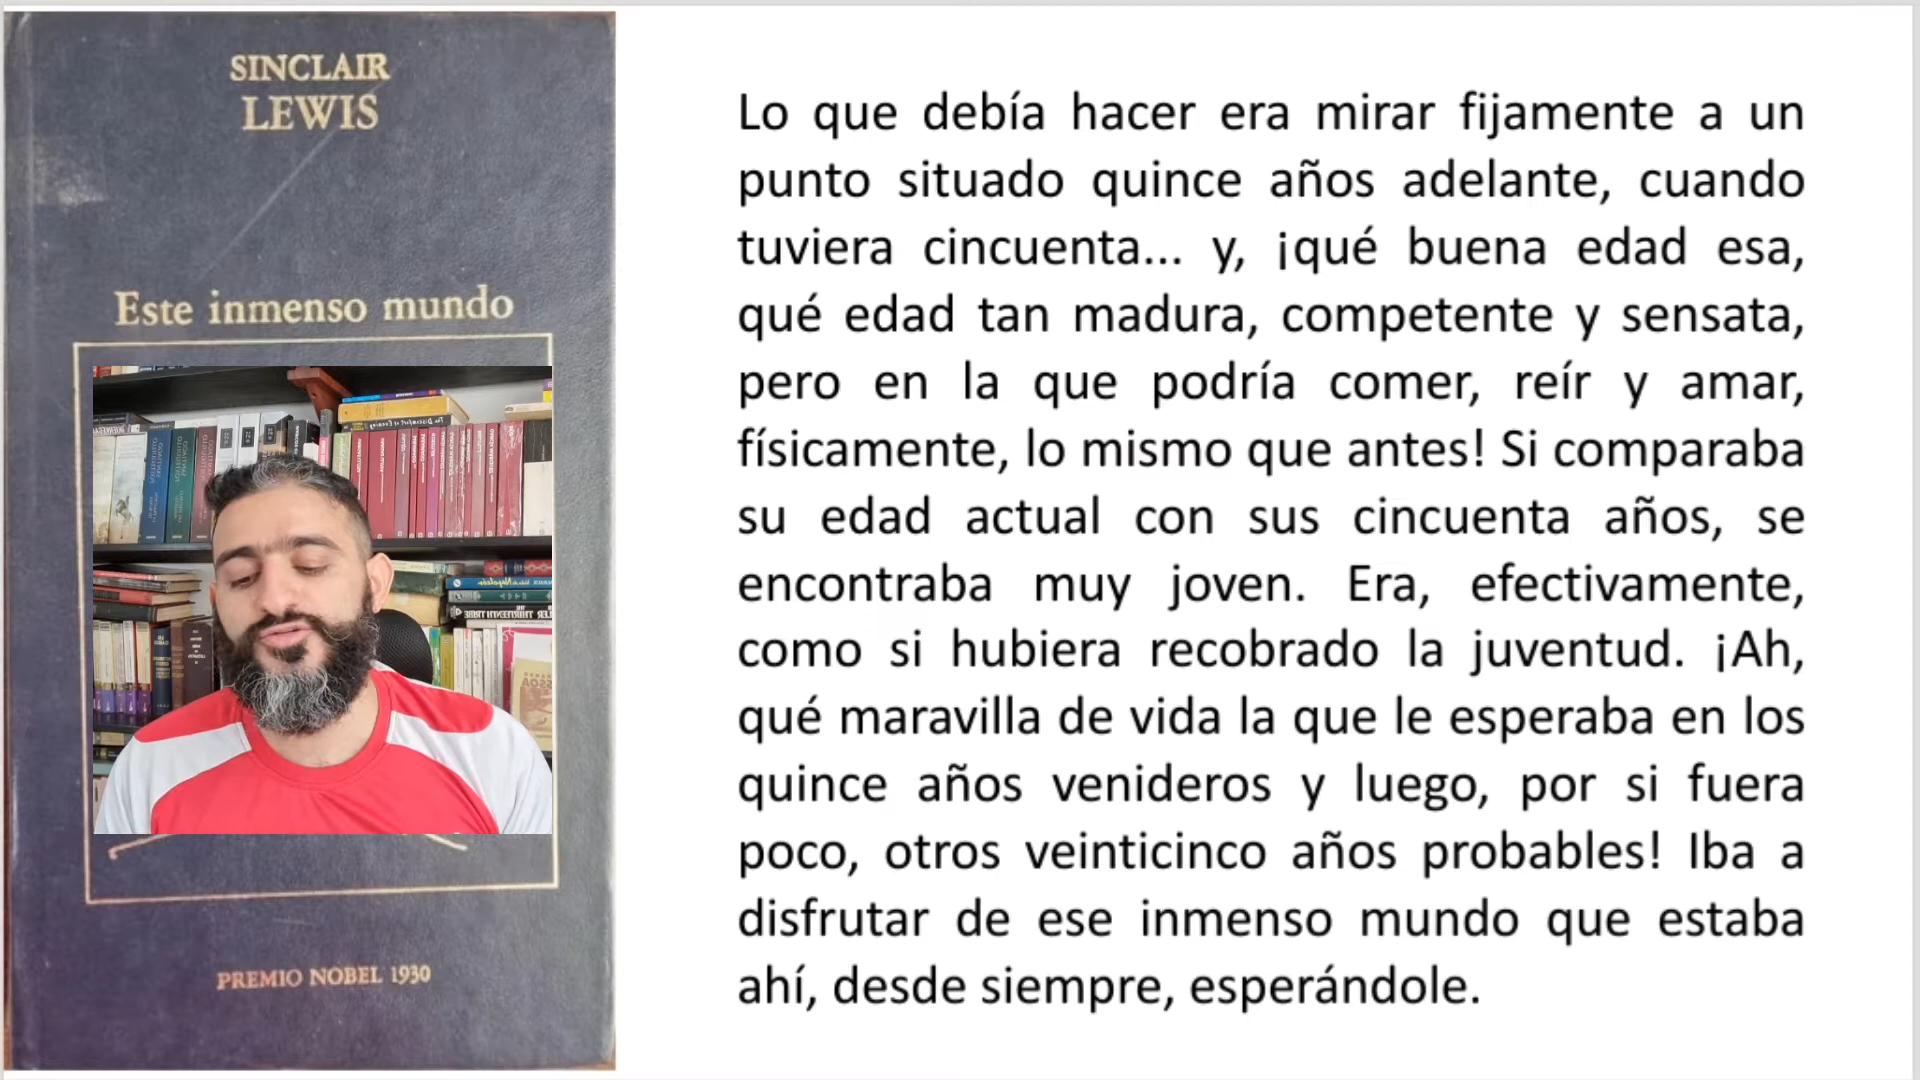 SINCLAIR
LEWIS
Este inmenso mundo
PREMIO NOBEL 1930
Lo que debía hacer era mirar fijamente a un
punto situado quince años adelante, cuando
tuviera cincuenta... y, ¡qué buena edad esa,
qué edad tan madura, competente y sensata,
pero en la que podría comer, reír y amar,
físicamente, lo mismo que antes! Si comparaba
su edad actual con sus cincuenta años, se
encontraba muy joven. Era, efectivamente,
como si hubiera recobrado la juventud. ¡Ah,
qué maravilla de vida la que le esperaba en los
quince años venideros y luego, por si fuera
poco, otros veinticinco años probables! Iba a
disfrutar de ese inmenso mundo que estaba
ahí, desde siempre, esperándole.